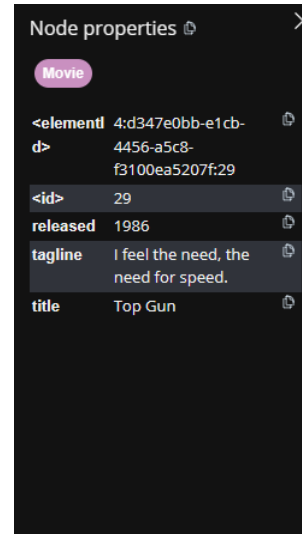 Node properties
Movie
<elementI 4:d347e0bb-e1cb-
d> 4456-a5c8-
f3100ea5207f:29
<id> 29
released 1986
tagline I feel the need, the
need for speed.
title Top Gun